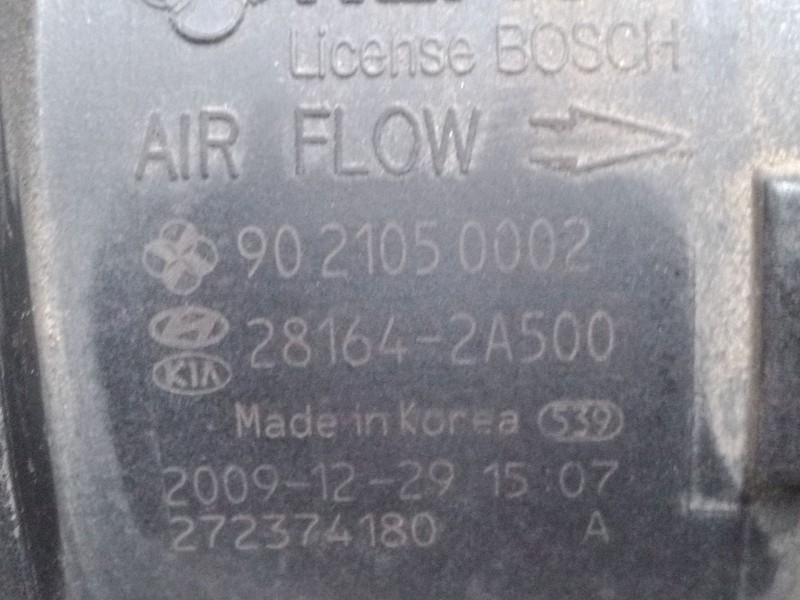 License BOSCH
AIR FLOW
90 2105 0002
28164-2A500
KIA
Made in Korea 539
2009-12-29 15:07
272374180 A